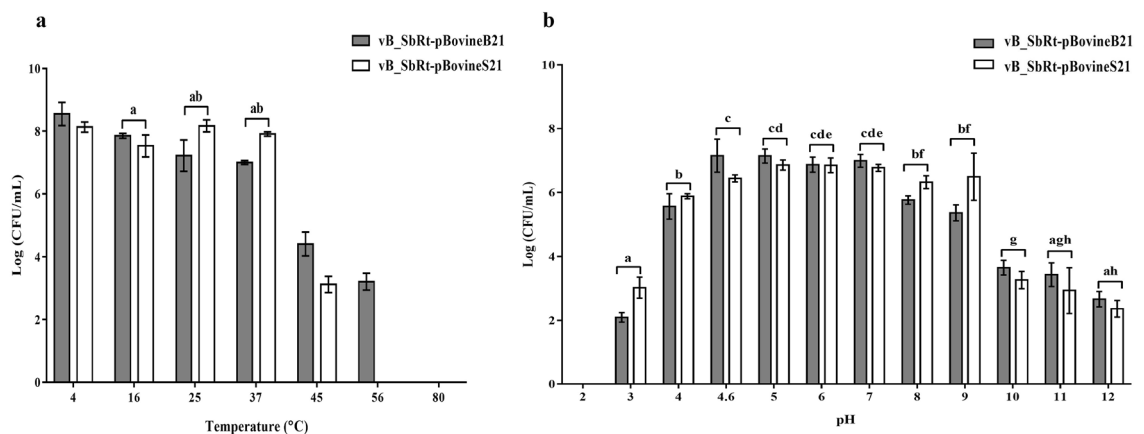 a
vB_SbRt-pBovineB21
vB_SbRt-pBovineS21
10
8
6
4
2
0
Log (CFU/mL)
a
ab
ab
4
16
25
37
45
56
80
Temperature (°C)
b
vB_SbRt-pBovineB21
vB_SbRt-pBovineS21
10
8
6
4
2
0
Log (CFU/mL)
a
b
c
cd
cde
cde
bf
bf
g
agh
ah
2
3
4
4.6
5
6
7
8
9
10
11
12
pH